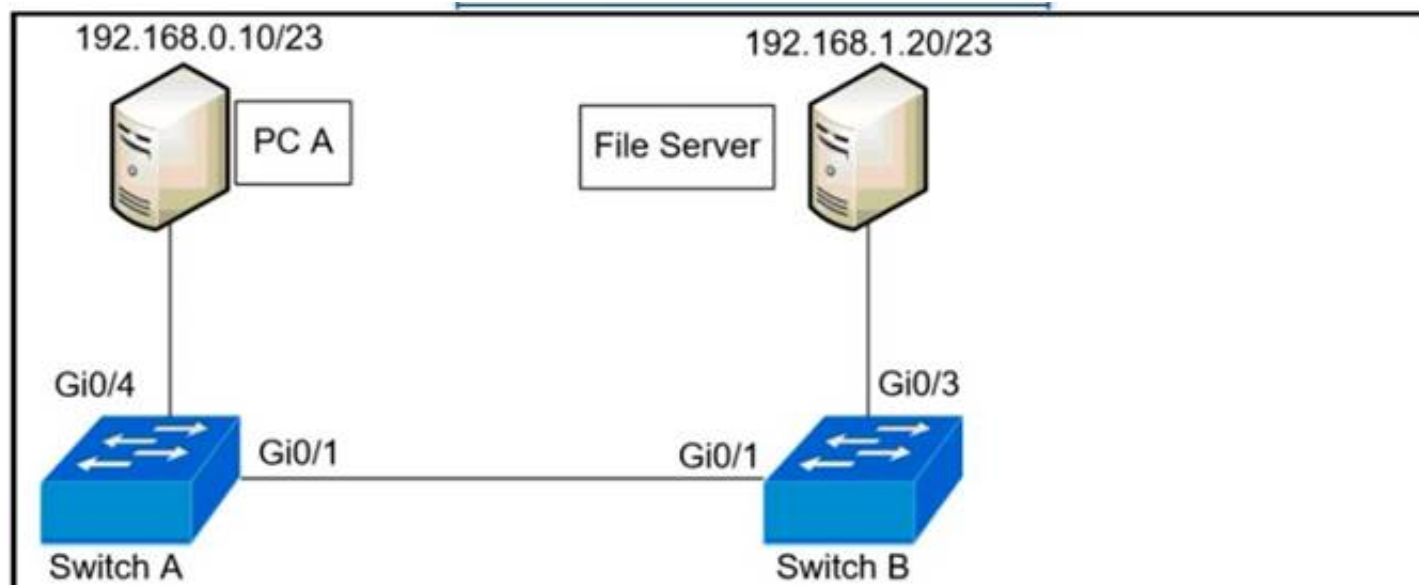 192.168.0.10/23
192.168.1.20/23
PC A
File Server
Gi0/4
Gi0/3
Gi0/1
Gi0/1
Switch A
Switch B